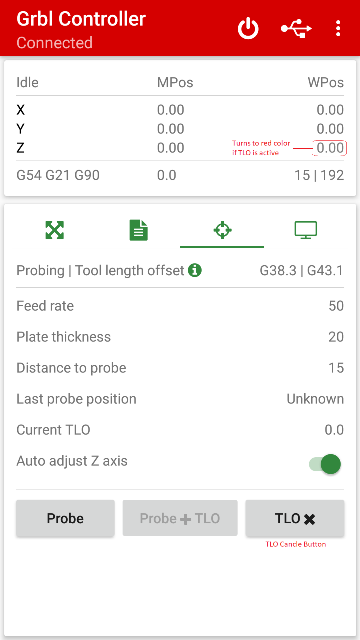 Grbl Controller
Connected
Idle MPos WPos
X 0.00 0.00
Y 0.00 0.00
Z 0.00 0.00
Turns to red color
if TLO is active
G54 G21 G90 0.0 15 | 192
Probing | Tool length offset G38.3 | G43.1
Feed rate 50
Plate thickness 20
Distance to probe 15
Last probe position Unknown
Current TLO 0.0
Auto adjust Z axis
Probe Probe + TLO TLO ✖
TLO Cancle Button